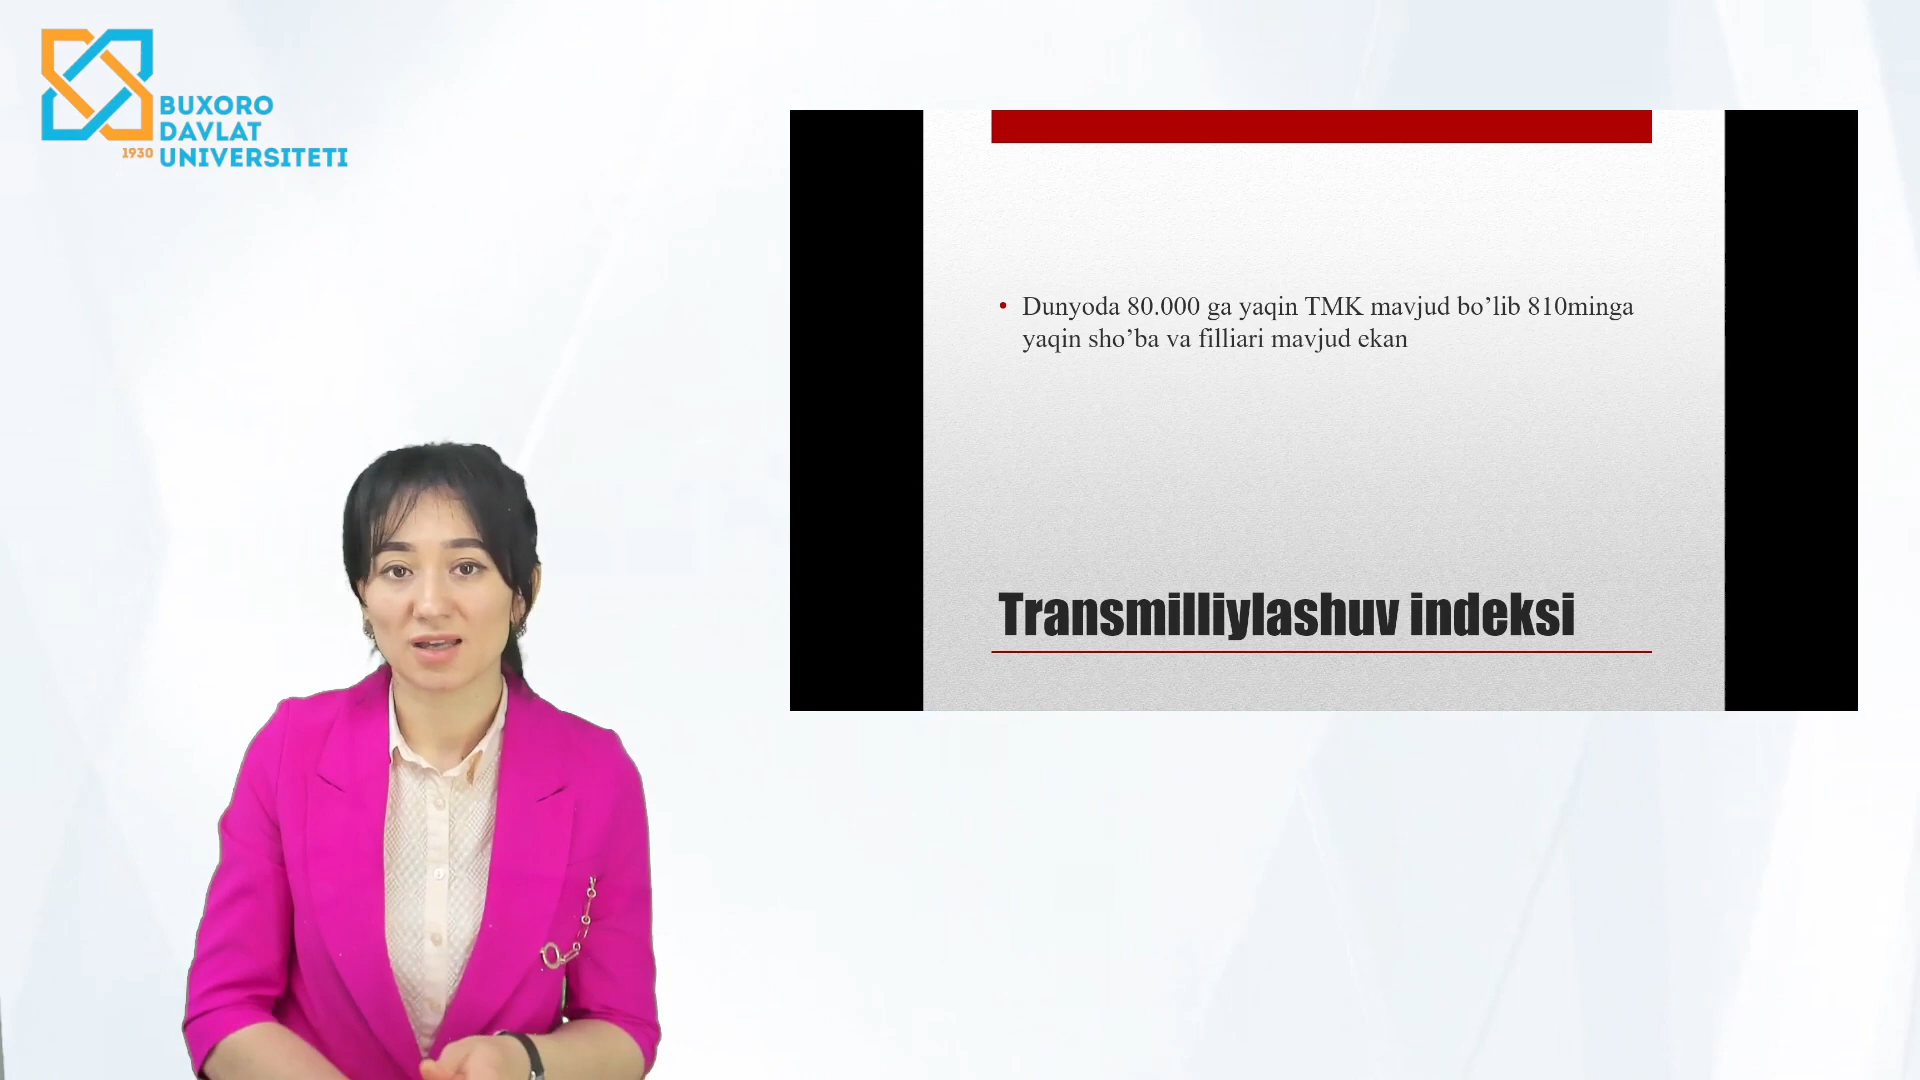 BUXORO
DAVLAT
1930 UNIVERSITETI
• Dunyoda 80.000 ga yaqin TMK mavjud bo’lib 810minga
yaqin sho’ba va filliari mavjud ekan
Transmilliylashuv indeksi